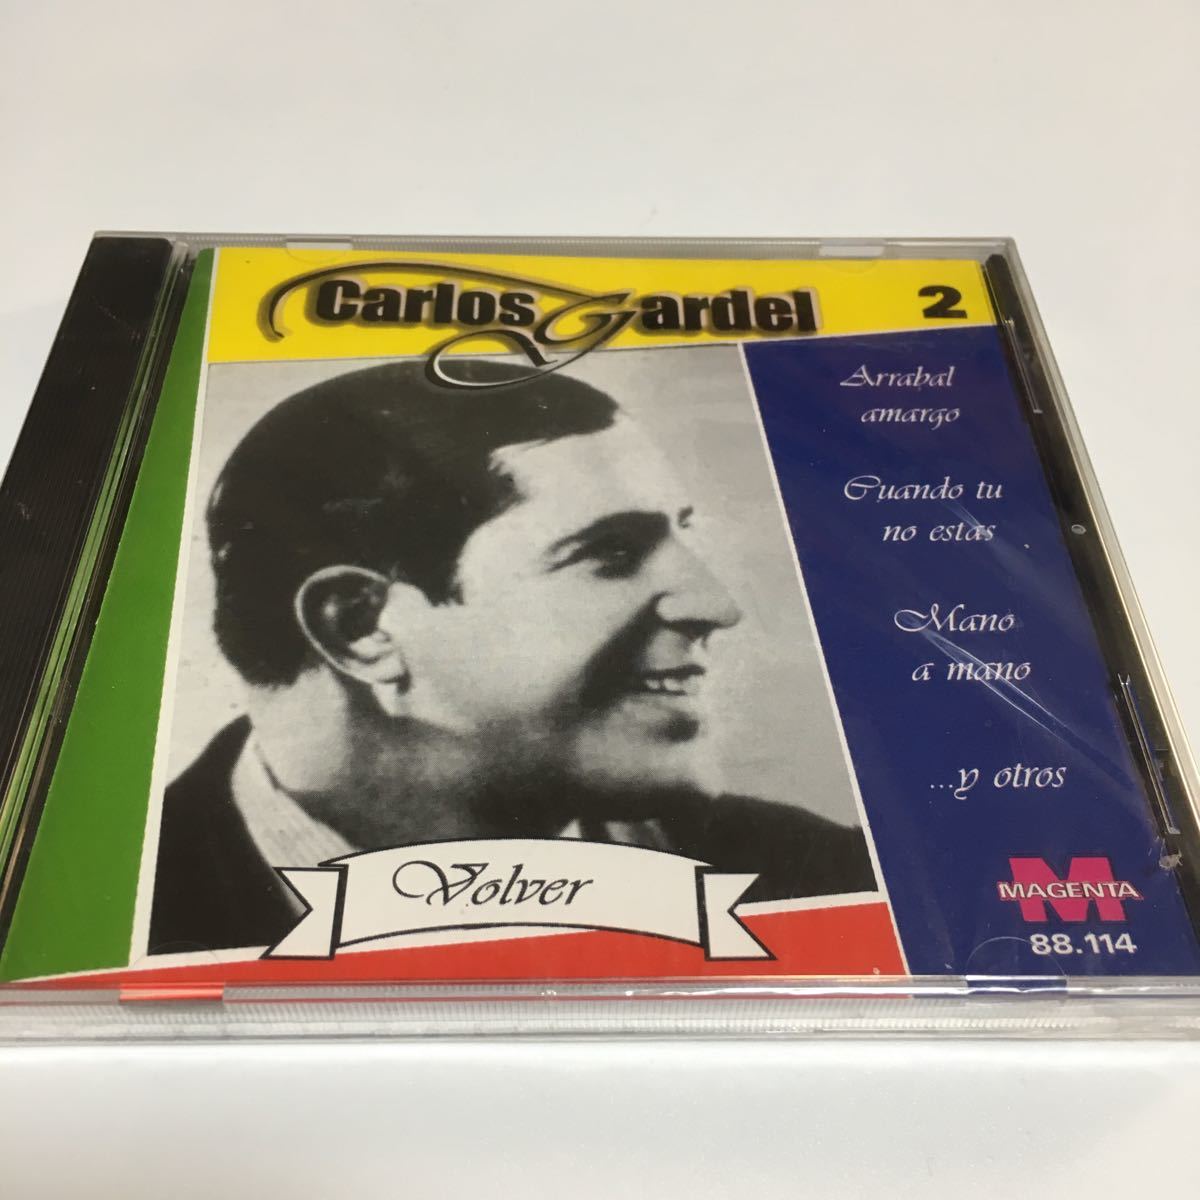 Carlos Gardel
2
Arrabal
amargo
Cuando tu
no estas
Mano
a mano
...y otros
Volver
MAGENTA
88.114